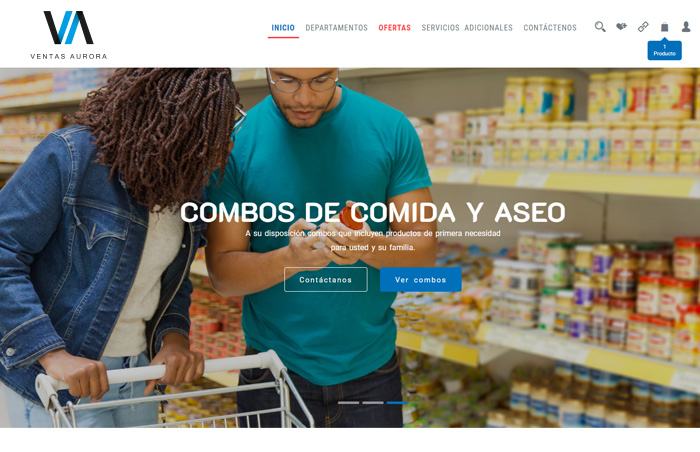 INICIO DEPARTAMENTOS OFERTAS SERVICIOS ADICIONALES CONTÁCTENOS
VENTAS AURORA
1
Producto
COMBOS DE COMIDA Y ASEO
A su disposición combos que incluyen productos de primera necesidad
para usted y su familia.
Contáctanos Ver combos